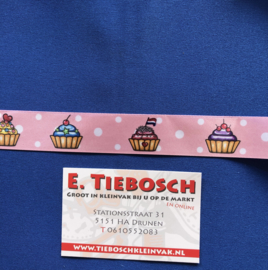 E. TIEBOSCH
GROOT IN KLEINVAK BIJ U OP DE MARKT
EN ONLINE
STATIONSSTRAAT 31
5151 HA DRUNEN
T 0610552083
WWW.TIEBOSCHKLEINVAK.NL